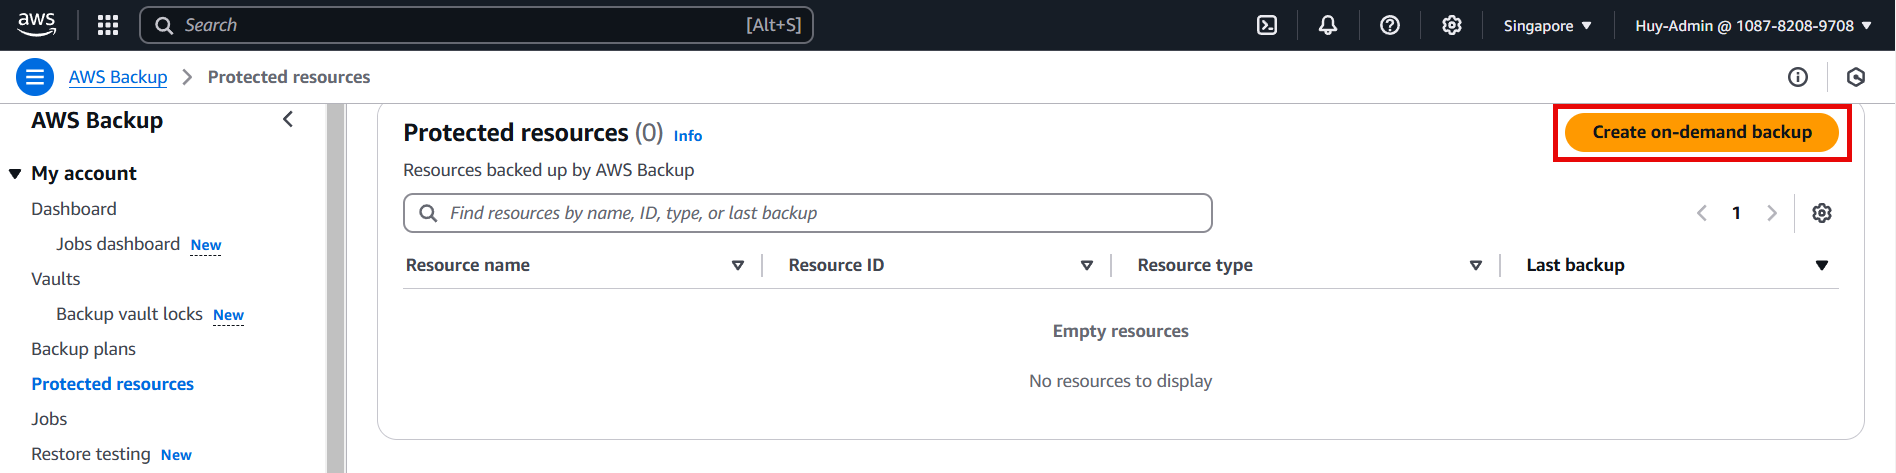 aws
Search [Alt+S]
Singapore
Huy-Admin @ 1087-8208-9708
AWS Backup > Protected resources
AWS Backup
My account
Dashboard
Jobs dashboard New
Vaults
Backup vault locks New
Backup plans
Protected resources
Jobs
Restore testing New
Protected resources (0) Info
Create on-demand backup
Resources backed up by AWS Backup
Find resources by name, ID, type, or last backup
1
Resource name Resource ID Resource type Last backup
Empty resources
No resources to display